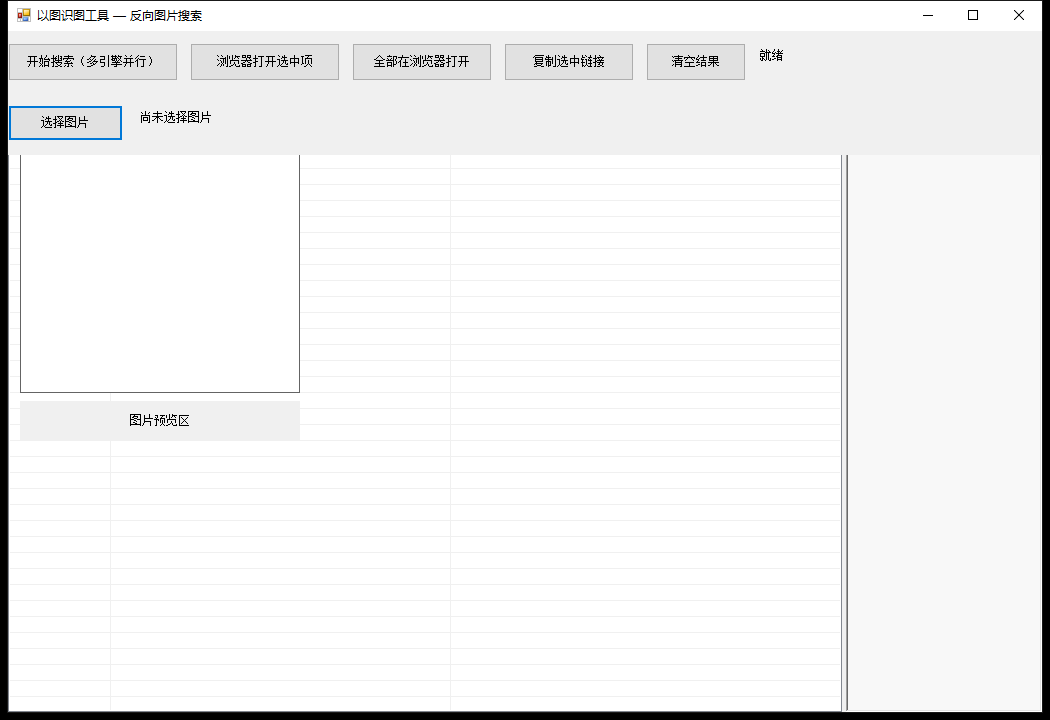 以图识图工具 — 反向图片搜索
开始搜索（多引擎并行） 浏览器打开选中项 全部在浏览器打开 复制选中链接 清空结果 就绪
选择图片 尚未选择图片
图片预览区